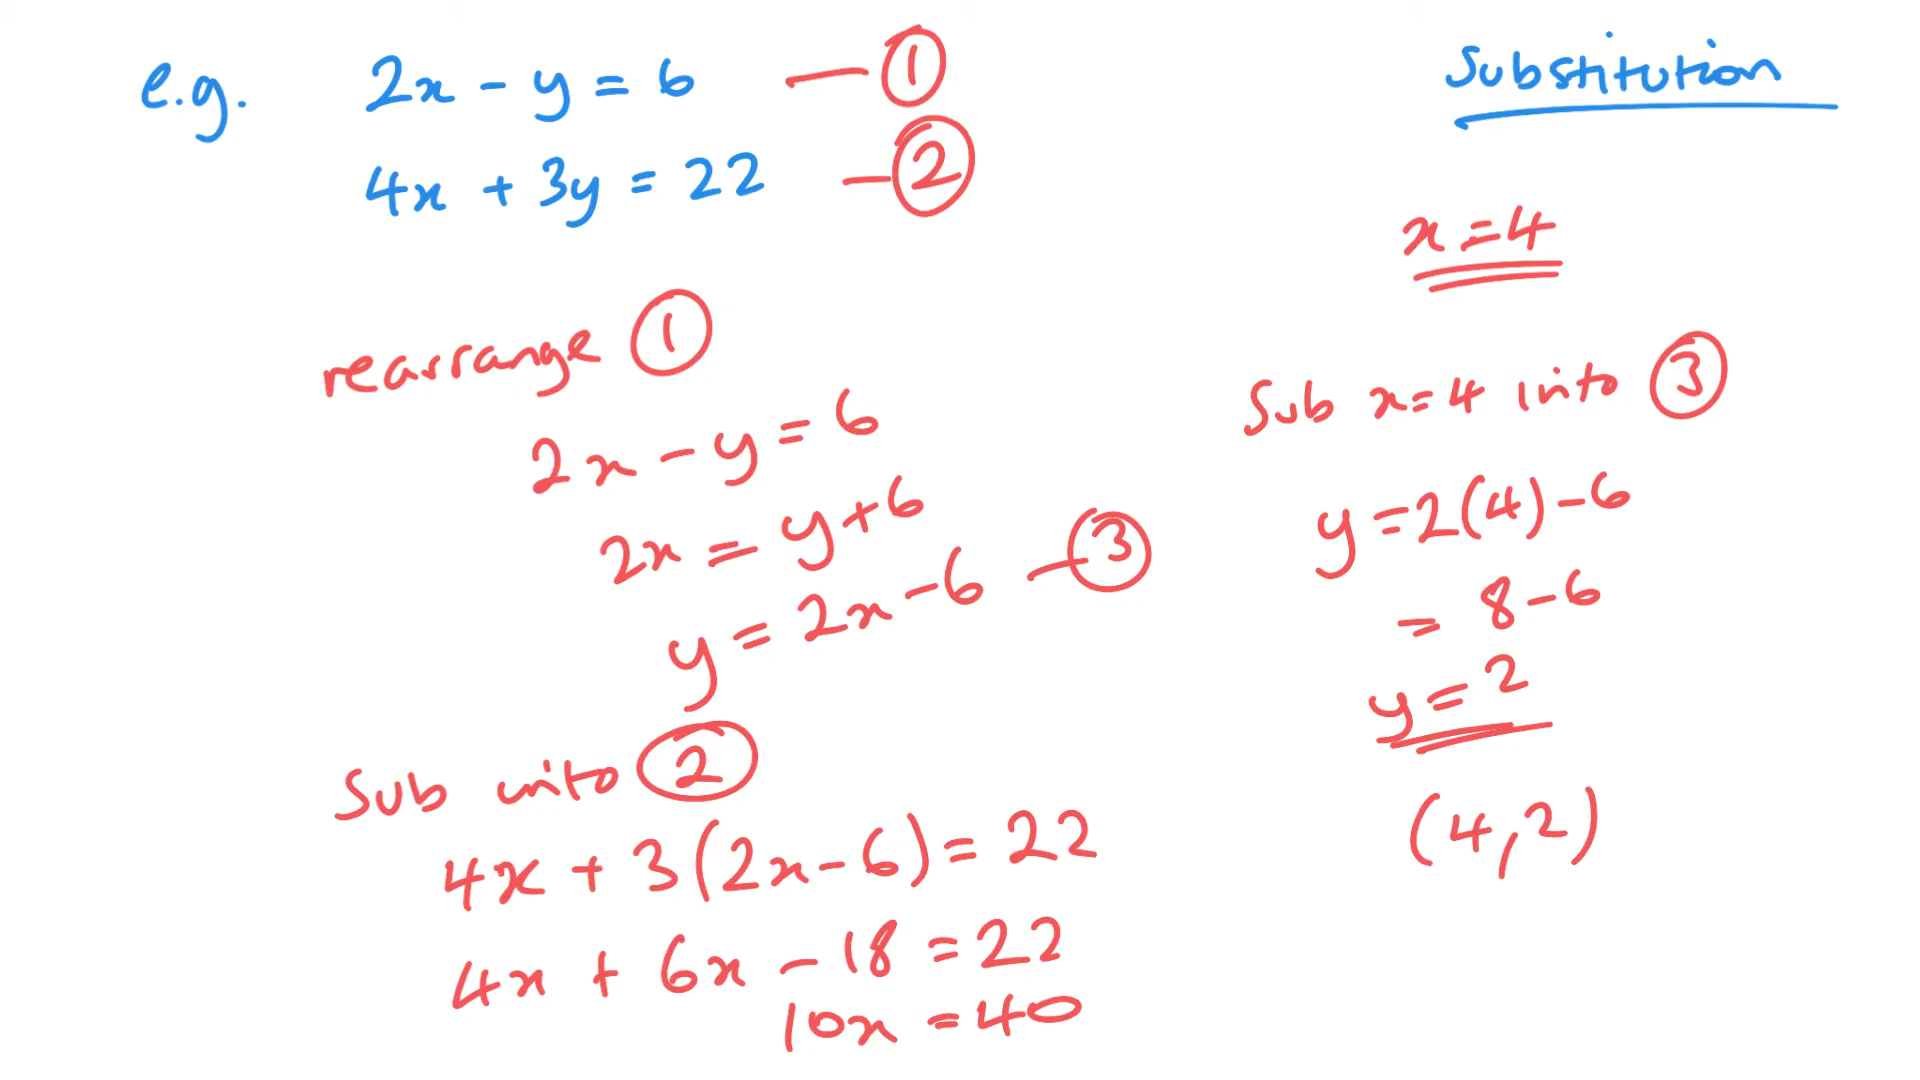 e.g. 2x - y = 6 — ①
4x + 3y = 22 — ②
rearrange ①
2x - y = 6
2x = y + 6
y = 2x - 6 — ③
Sub into ②
4x + 3(2x - 6) = 22
4x + 6x - 18 = 22
10x = 40
Substitution
x = 4
Sub x = 4 into ③
y = 2(4) - 6
= 8 - 6
y = 2
(4, 2)